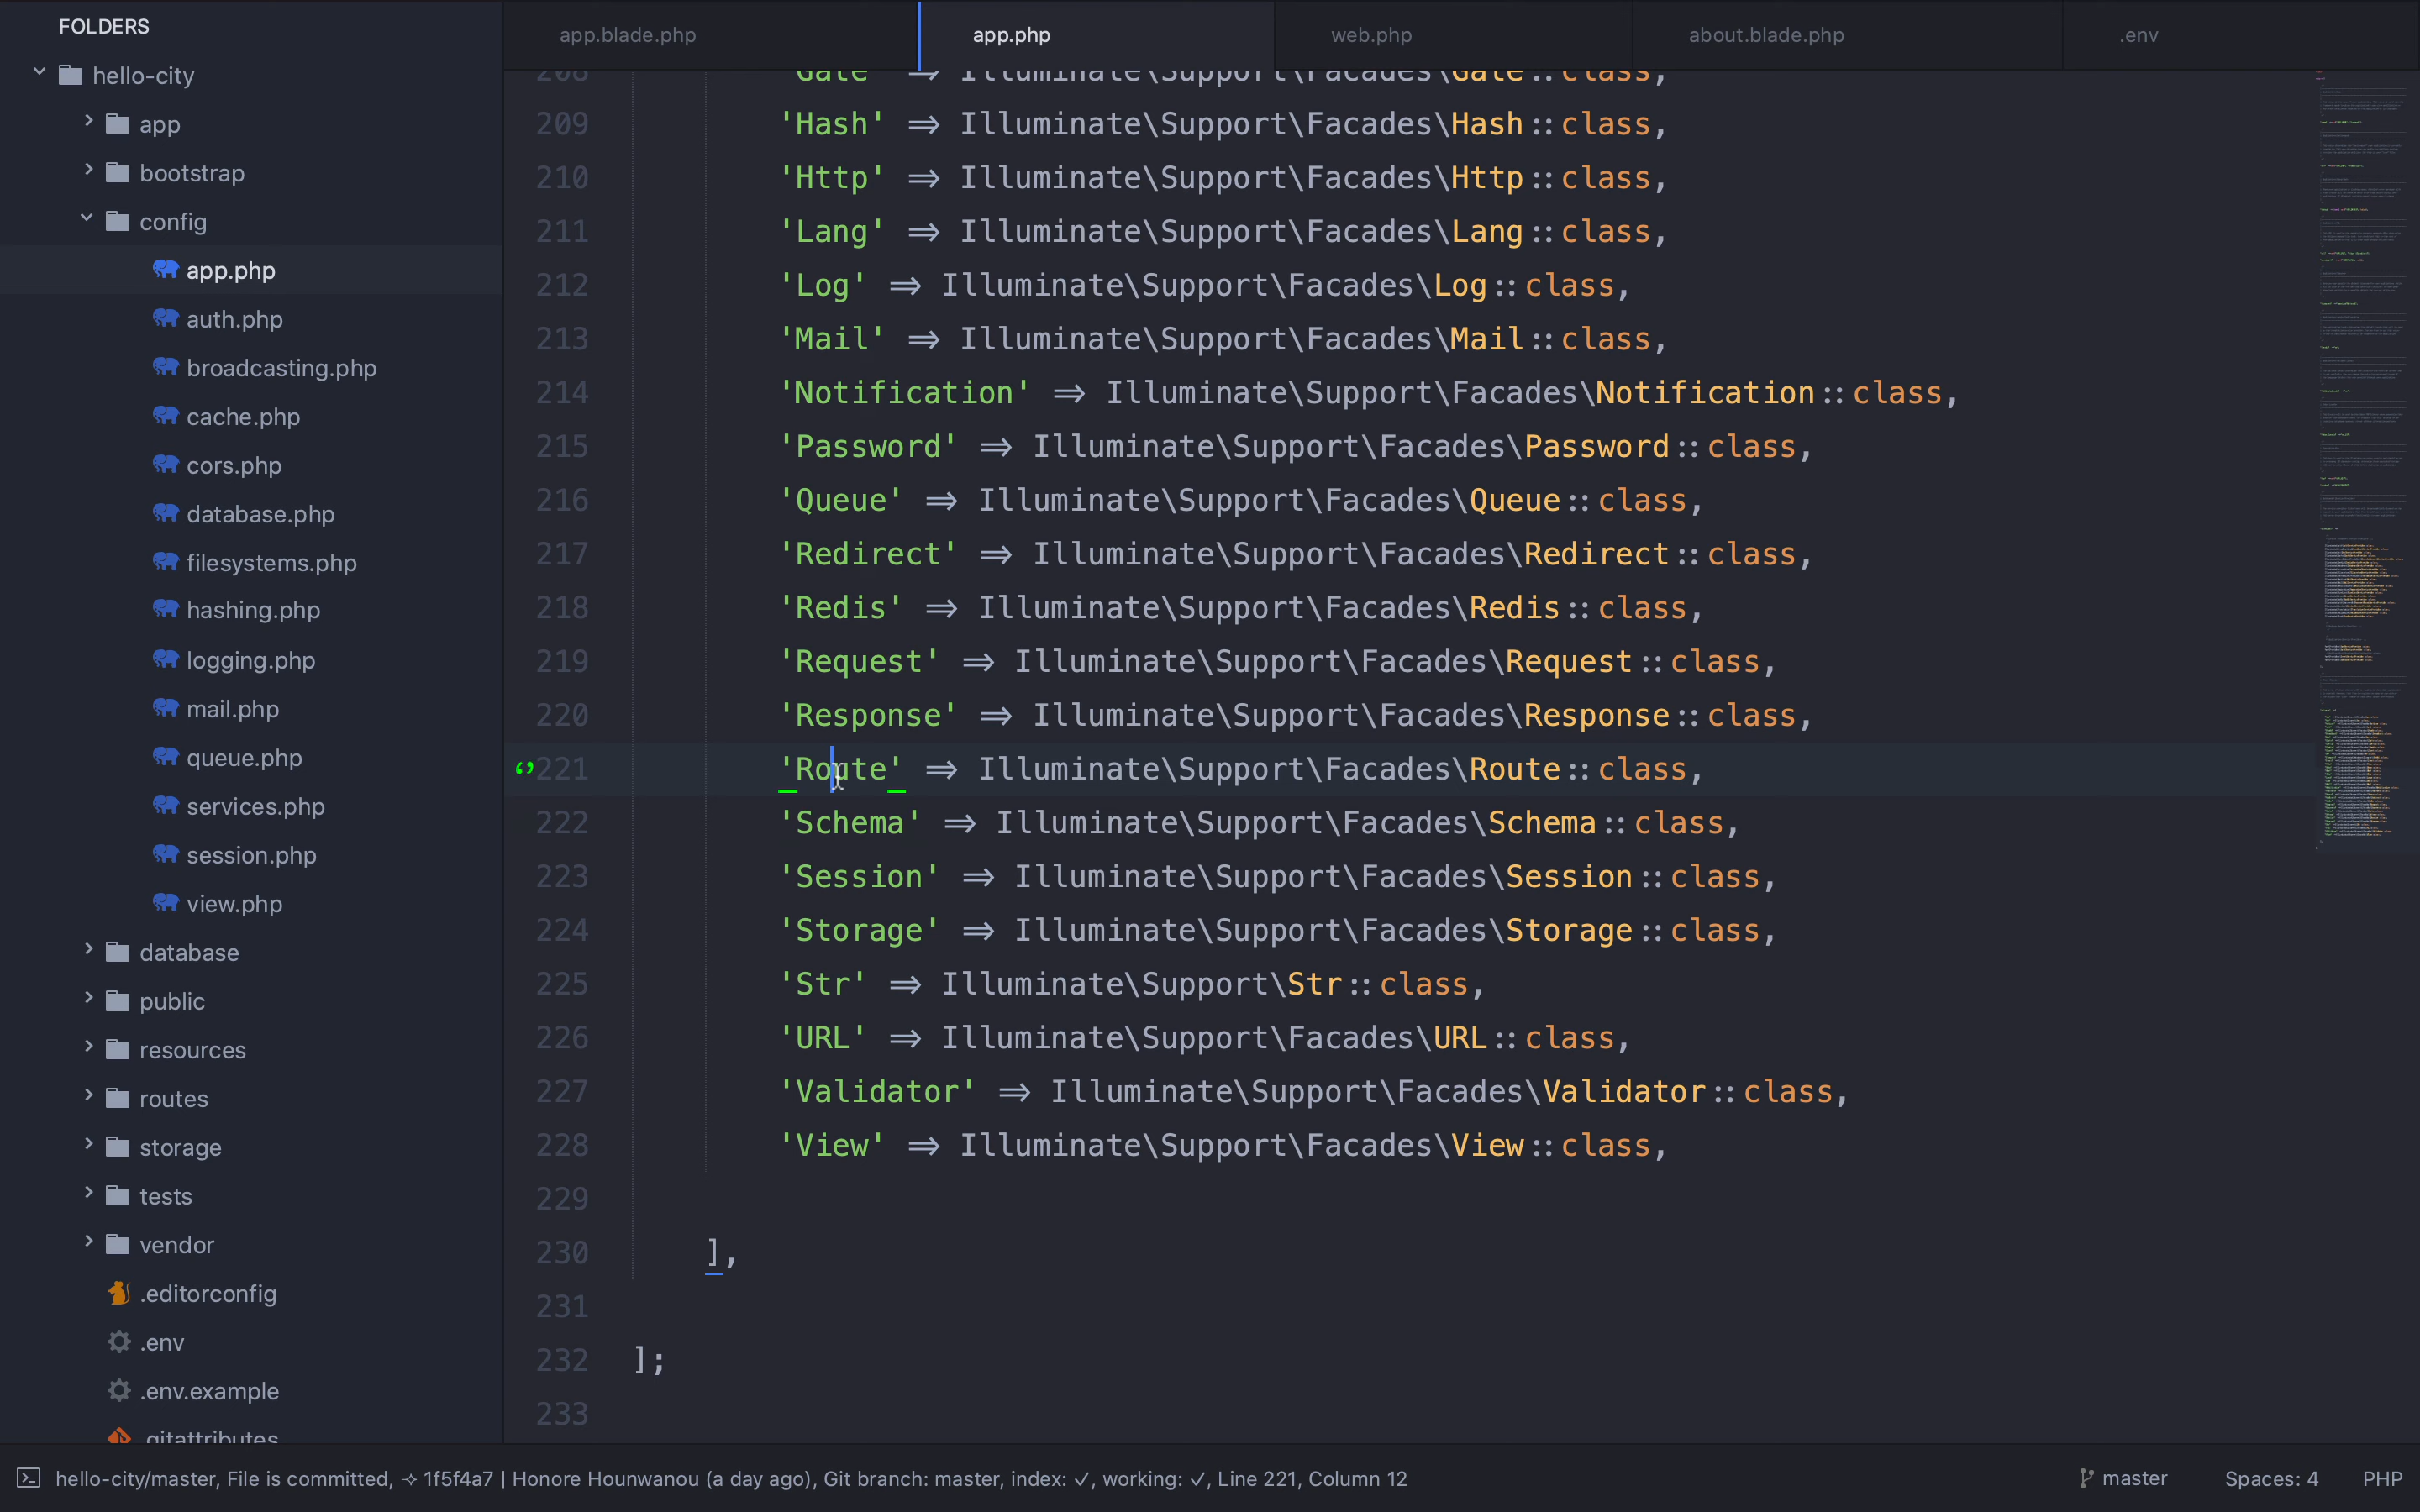 FOLDERS
hello-city
app
bootstrap
config
app.php
auth.php
broadcasting.php
cache.php
cors.php
database.php
filesystems.php
hashing.php
logging.php
mail.php
queue.php
services.php
session.php
view.php
database
public
resources
routes
storage
tests
vendor
.editorconfig
.env
.env.example
.gitattributes
app.blade.php
app.php
web.php
about.blade.php
.env
208 'Gate' => Illuminate\Support\Facades\Gate::class,
209 'Hash' => Illuminate\Support\Facades\Hash::class,
210 'Http' => Illuminate\Support\Facades\Http::class,
211 'Lang' => Illuminate\Support\Facades\Lang::class,
212 'Log' => Illuminate\Support\Facades\Log::class,
213 'Mail' => Illuminate\Support\Facades\Mail::class,
214 'Notification' => Illuminate\Support\Facades\Notification::class,
215 'Password' => Illuminate\Support\Facades\Password::class,
216 'Queue' => Illuminate\Support\Facades\Queue::class,
217 'Redirect' => Illuminate\Support\Facades\Redirect::class,
218 'Redis' => Illuminate\Support\Facades\Redis::class,
219 'Request' => Illuminate\Support\Facades\Request::class,
220 'Response' => Illuminate\Support\Facades\Response::class,
221 'Route' => Illuminate\Support\Facades\Route::class,
222 'Schema' => Illuminate\Support\Facades\Schema::class,
223 'Session' => Illuminate\Support\Facades\Session::class,
224 'Storage' => Illuminate\Support\Facades\Storage::class,
225 'Str' => Illuminate\Support\Str::class,
226 'URL' => Illuminate\Support\Facades\URL::class,
227 'Validator' => Illuminate\Support\Facades\Validator::class,
228 'View' => Illuminate\Support\Facades\View::class,
229
230 ],
231
232 ];
233
hello-city/master, File is committed, 1f5f4a7 | Honore Hounwanou (a day ago), Git branch: master, index: ✓, working: ✓, Line 221, Column 12
master
Spaces: 4
PHP